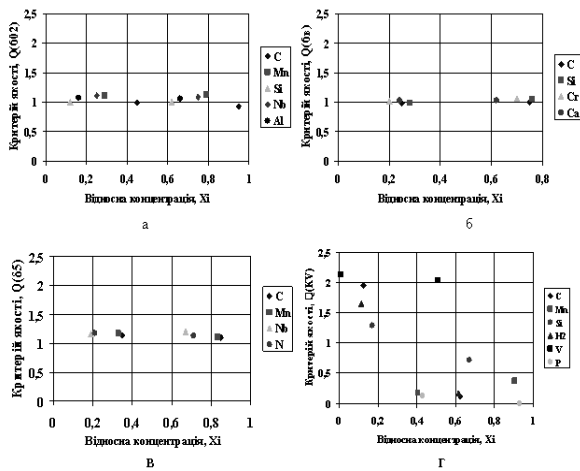 Критерій якості, Q(б02)
2,5
2
1,5
1
0,5
0
0 0,2 0,4 0,6 0,8 1
Відносна концентрація, Xi
C
Mn
Si
Nb
Al
а
Критерій якості, Q(бв)
2,5
2
1,5
1
0,5
0
0 0,2 0,4 0,6 0,8
Відносна концентрація, Xi
C
Si
Cr
Ca
б
Критерій якості, Q(δ5)
2,5
2
1,5
1
0,5
0
0 0,2 0,4 0,6 0,8 1
Відносна концентрація, Xi
C
Mn
Nb
N
в
Критерій якості, Q(KV)
2,5
2
1,5
1
0,5
0
0 0,2 0,4 0,6 0,8 1
Відносна концентрація, Xi
C
Mn
Si
H2
V
P
г